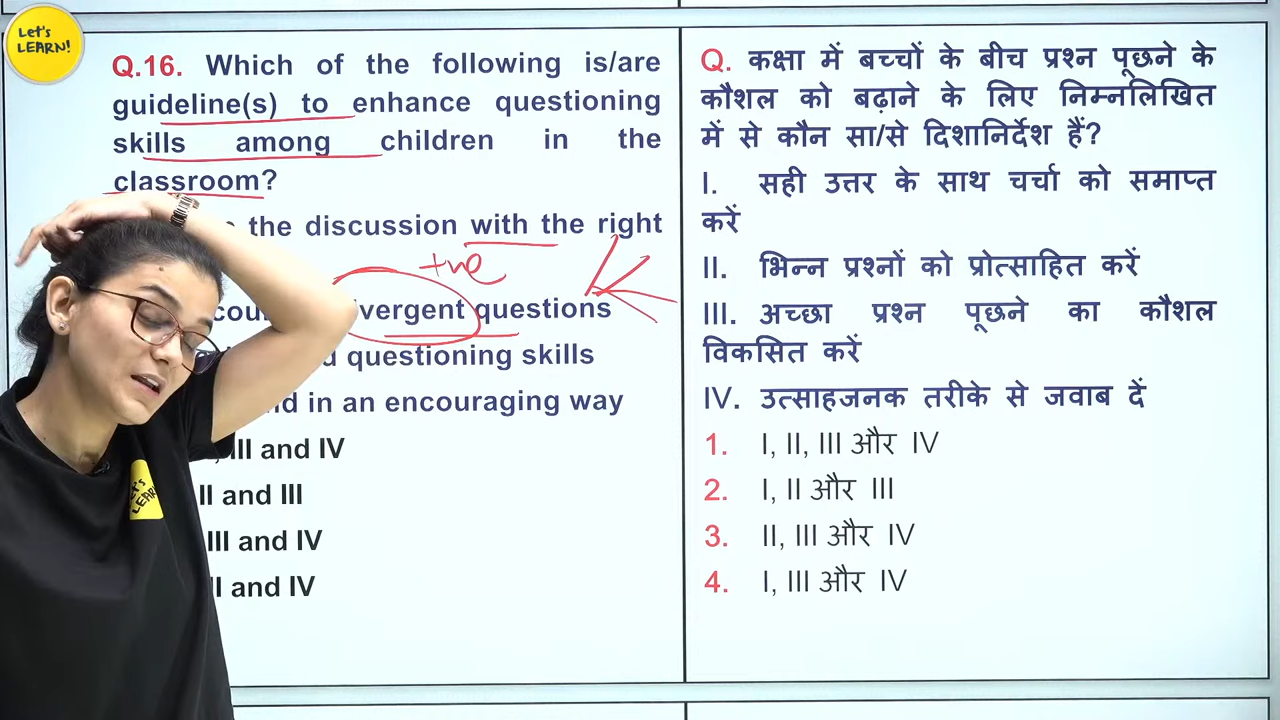 Let's
LEARN!
Q.16. Which of the following is/are
guideline(s) to enhance questioning
skills among children in the
classroom?
the discussion with the right
+ve
vergent questions
questioning skills
in an encouraging way
III and IV
II and III
III and IV
and IV
Let's
LEARN
Q. कक्षा में बच्चों के बीच प्रश्न पूछने के
कौशल को बढ़ाने के लिए निम्नलिखित
में से कौन सा/से दिशानिर्देश हैं?
I. सही उत्तर के साथ चर्चा को समाप्त
करें
II. भिन्न प्रश्नों को प्रोत्साहित करें
III. अच्छा प्रश्न पूछने का कौशल
विकसित करें
IV. उत्साहजनक तरीके से जवाब दें
1. I, II, III और IV
2. I, II और III
3. II, III और IV
4. I, III और IV